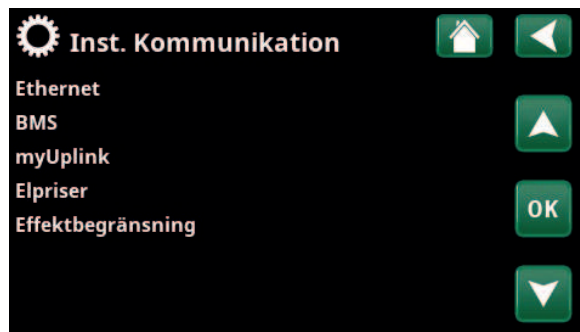 Inst. Kommunikation
Ethernet
BMS
myUplink
Elpriser
Effektbegränsning
OK